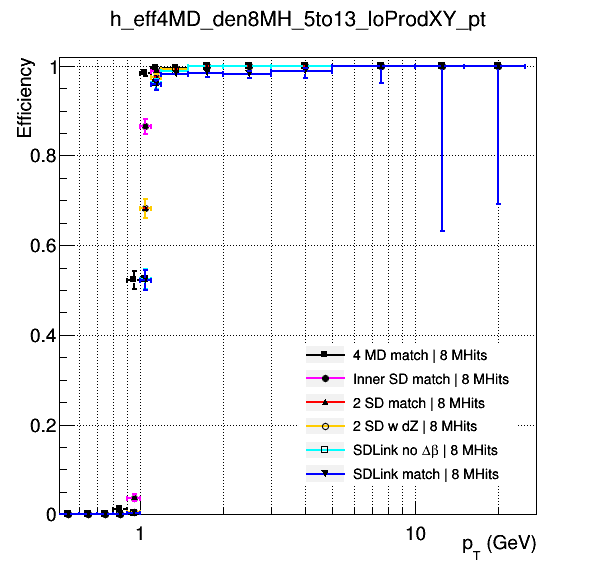 h_eff4MD_den8MH_5to13_loProdXY_pt
Efficiency
1
0.8
0.6
0.4
0.2
0
4 MD match | 8 MHits
Inner SD match | 8 MHits
2 SD match | 8 MHits
2 SD w dZ | 8 MHits
SDLink no Δβ | 8 MHits
SDLink match | 8 MHits
1
10
p_T (GeV)